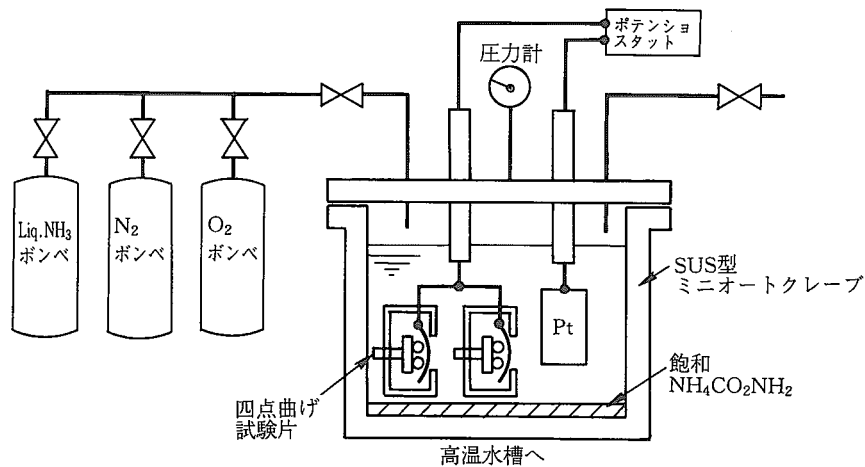 ポテンショ
スタット
圧力計
Liq.NH3
ボンベ
N2
ボンベ
O2
ボンベ
SUS型
ミニオートクレーブ
Pt
飽和
NH4CO2NH2
四点曲げ
試験片
高温水槽へ